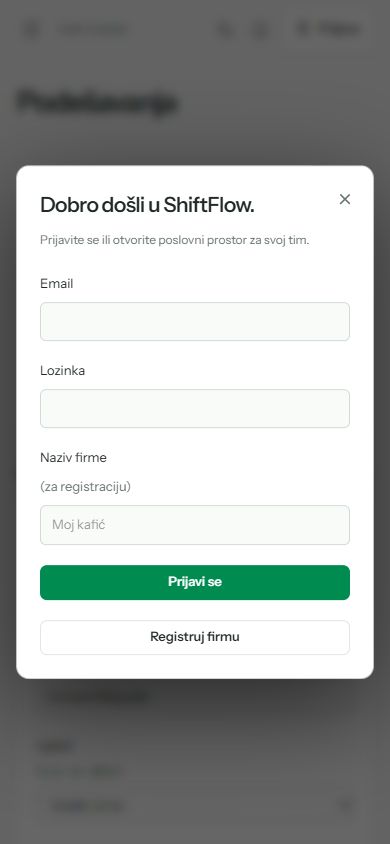 Podešavanja
Dobro došli u ShiftFlow.
Prijavite se ili otvorite poslovni prostor za svoj tim.
Email
Lozinka
Naziv firme
(za registraciju)
Moj kafić
Prijavi se
Registruj firmu